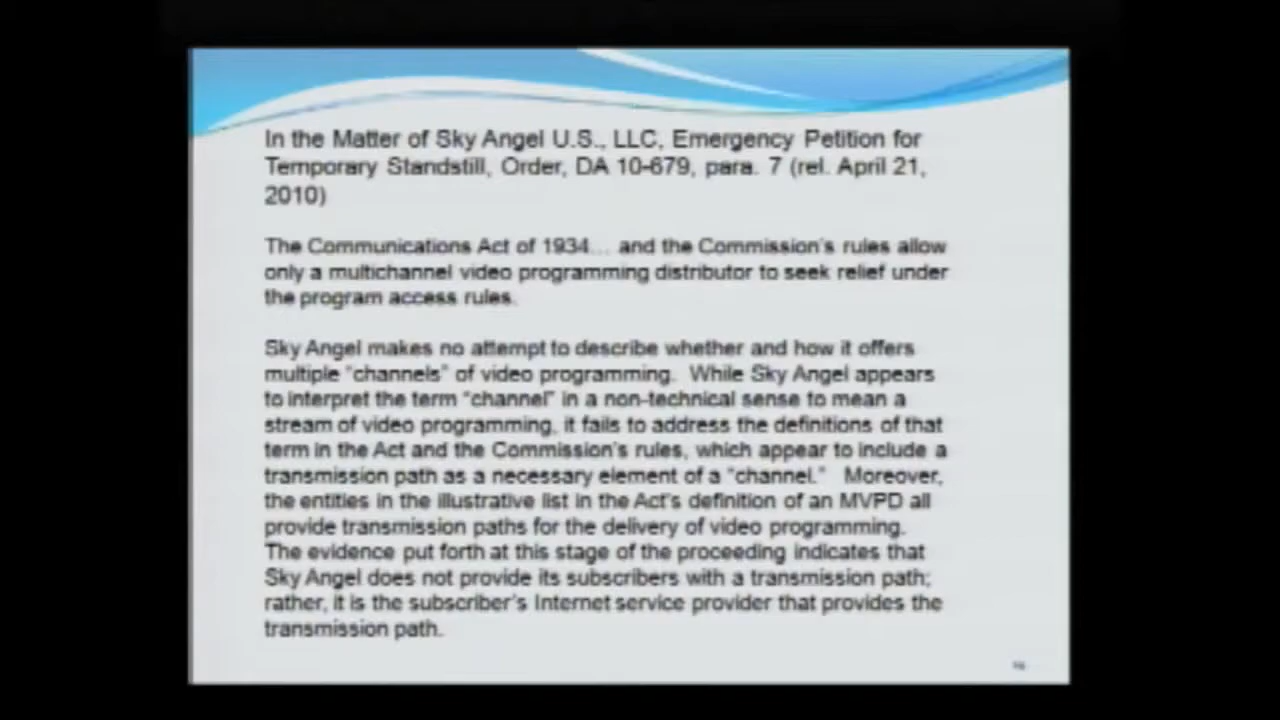 In the Matter of Sky Angel U.S., LLC, Emergency Petition for
Temporary Standstill, Order, DA 10-679, para. 7 (rel. April 21,
2010)
The Communications Act of 1934... and the Commission's rules allow
only a multichannel video programming distributor to seek relief under
the program access rules.
Sky Angel makes no attempt to describe whether and how it offers
multiple "channels" of video programming. While Sky Angel appears
to interpret the term "channel" in a non-technical sense to mean a
stream of video programming, it fails to address the definitions of that
term in the Act and the Commission's rules, which appear to include a
transmission path as a necessary element of a "channel." Moreover,
the entities in the illustrative list in the Act's definition of an MVPD all
provide transmission paths for the delivery of video programming.
The evidence put forth at this stage of the proceeding indicates that
Sky Angel does not provide its subscribers with a transmission path;
rather, it is the subscriber's Internet service provider that provides the
transmission path.